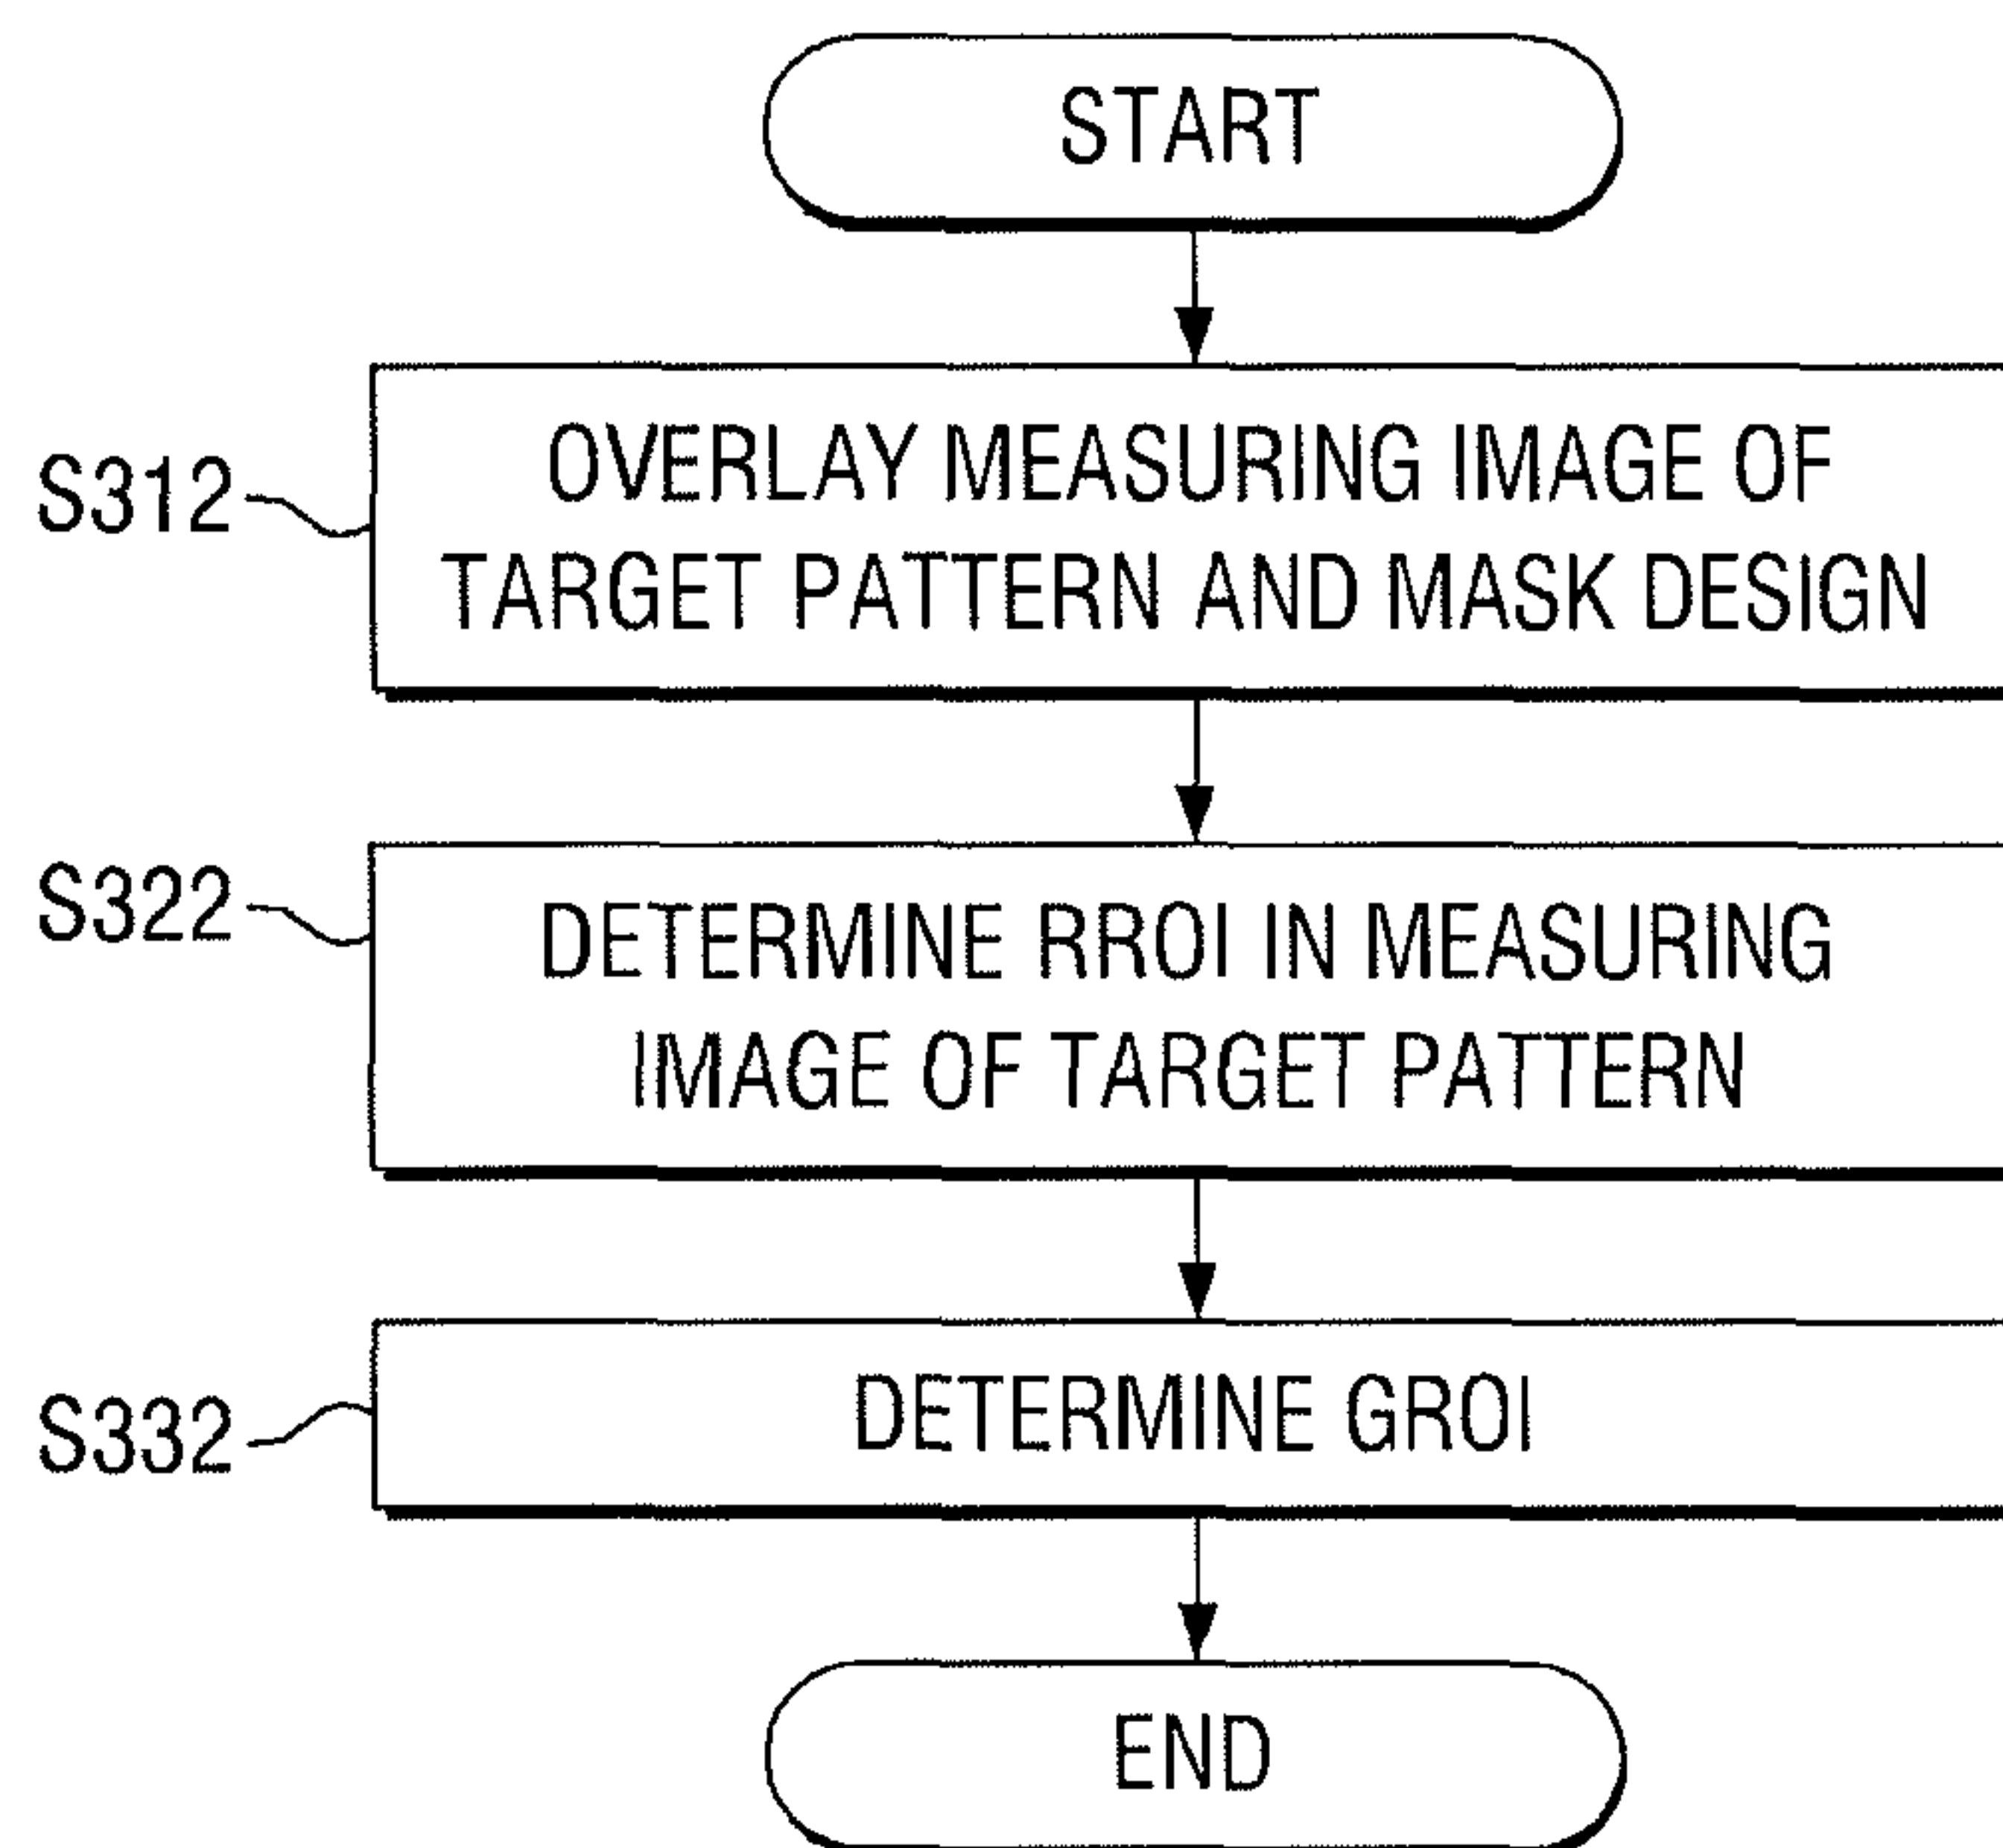 START
S312
OVERLAY MEASURING IMAGE OF
TARGET PATTERN AND MASK DESIGN
S322
DETERMINE RROI IN MEASURING
IMAGE OF TARGET PATTERN
S332
DETERMINE GROI
END